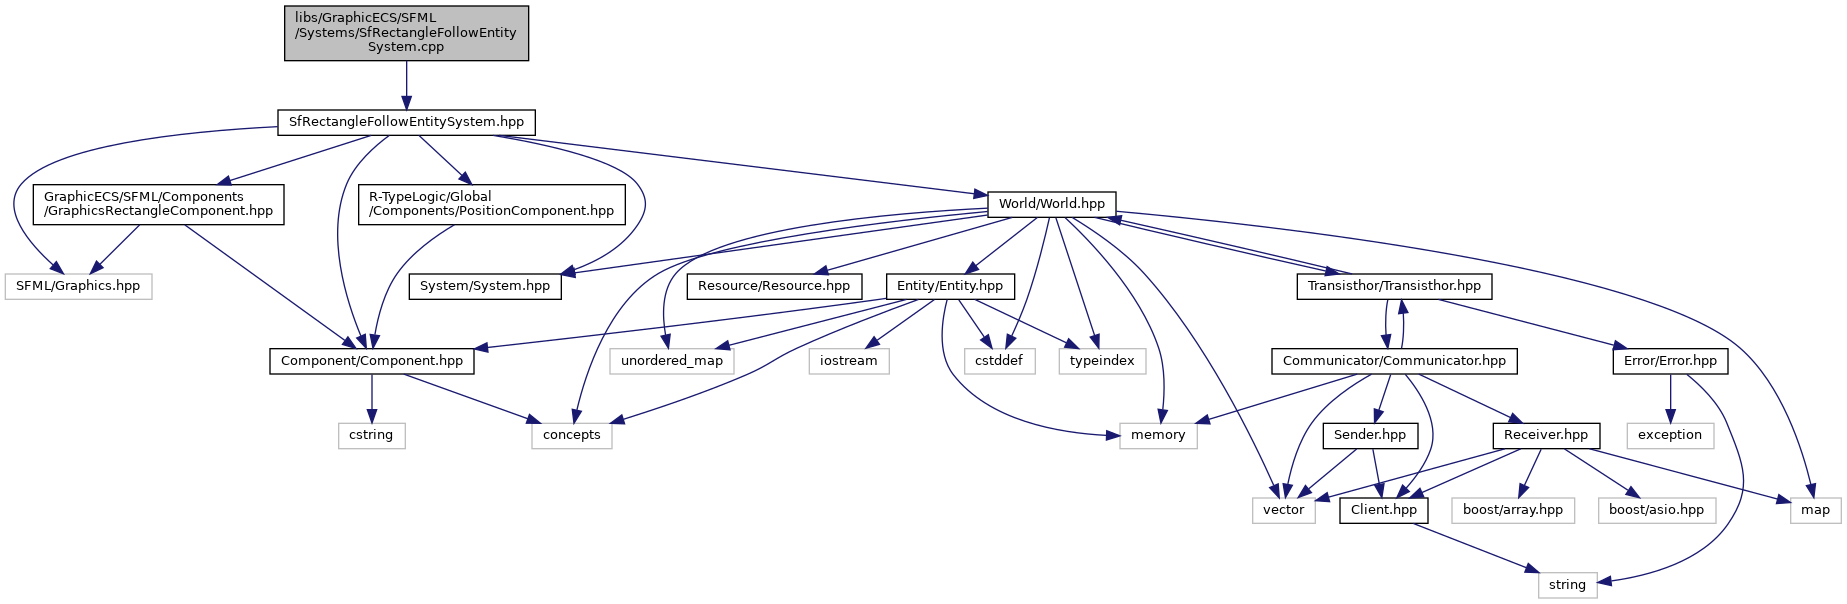 libs/GraphicECS/SFML
/Systems/SfRectangleFollowEntity
System.cpp
SfRectangleFollowEntitySystem.hpp
GraphicECS/SFML/Components
/GraphicsRectangleComponent.hpp
R-TypeLogic/Global
/Components/PositionComponent.hpp
World/World.hpp
SFML/Graphics.hpp
System/System.hpp
Resource/Resource.hpp
Entity/Entity.hpp
Transisthor/Transisthor.hpp
Component/Component.hpp
unordered_map
iostream
cstddef
typeindex
Communicator/Communicator.hpp
Error/Error.hpp
cstring
concepts
memory
Sender.hpp
Receiver.hpp
exception
vector
Client.hpp
boost/array.hpp
boost/asio.hpp
map
string